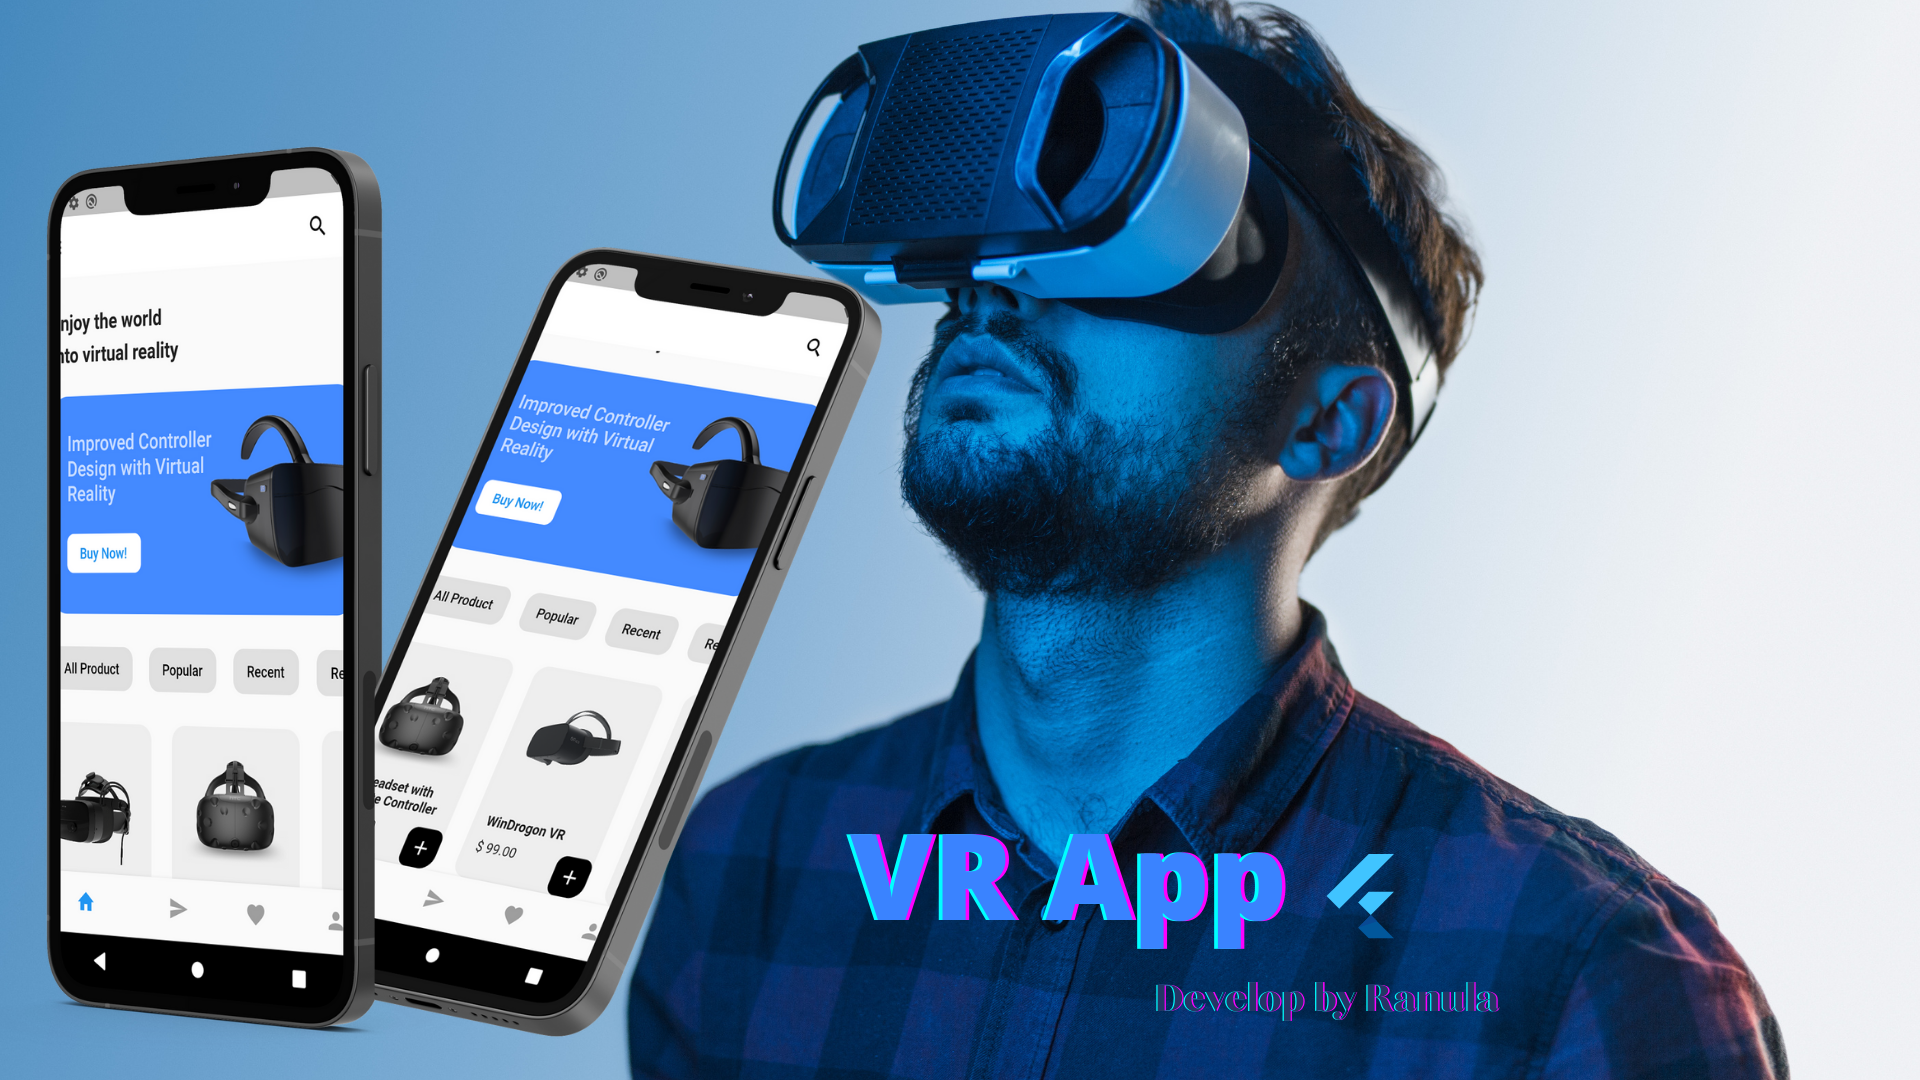 njoy the world
nto virtual reality
Improved Controller
Design with Virtual
Reality
Buy Now!
All Product
Popular
Recent
Re
Improved Controller
Design with Virtual
Reality
Buy Now!
All Product
Popular
Recent
Re
eadset with
e Controller
WinDrogon VR
$ 99.00
VR App
Develop by Ranula